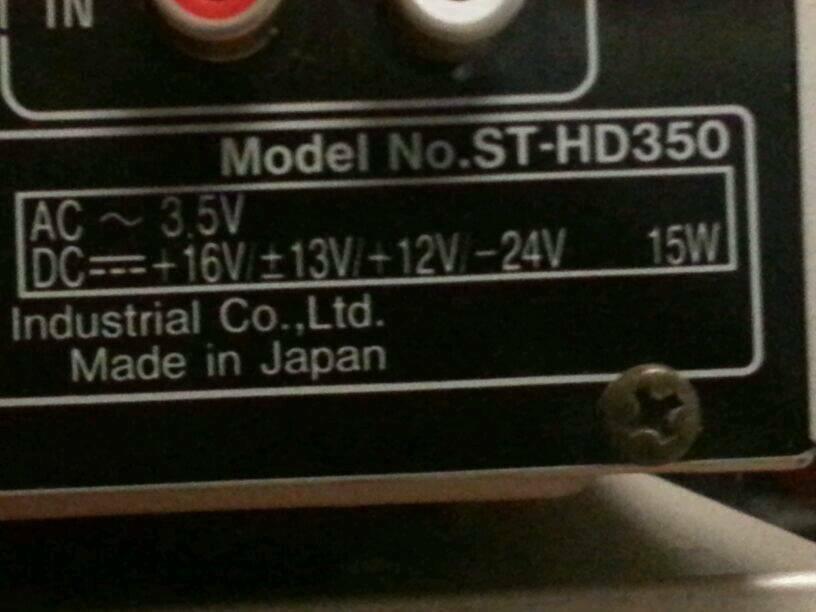 IN
Model No.ST-HD350
AC ~ 3.5V
DC⎓+16V/±13V/+12V/-24V 15W
Industrial Co.,Ltd.
Made in Japan